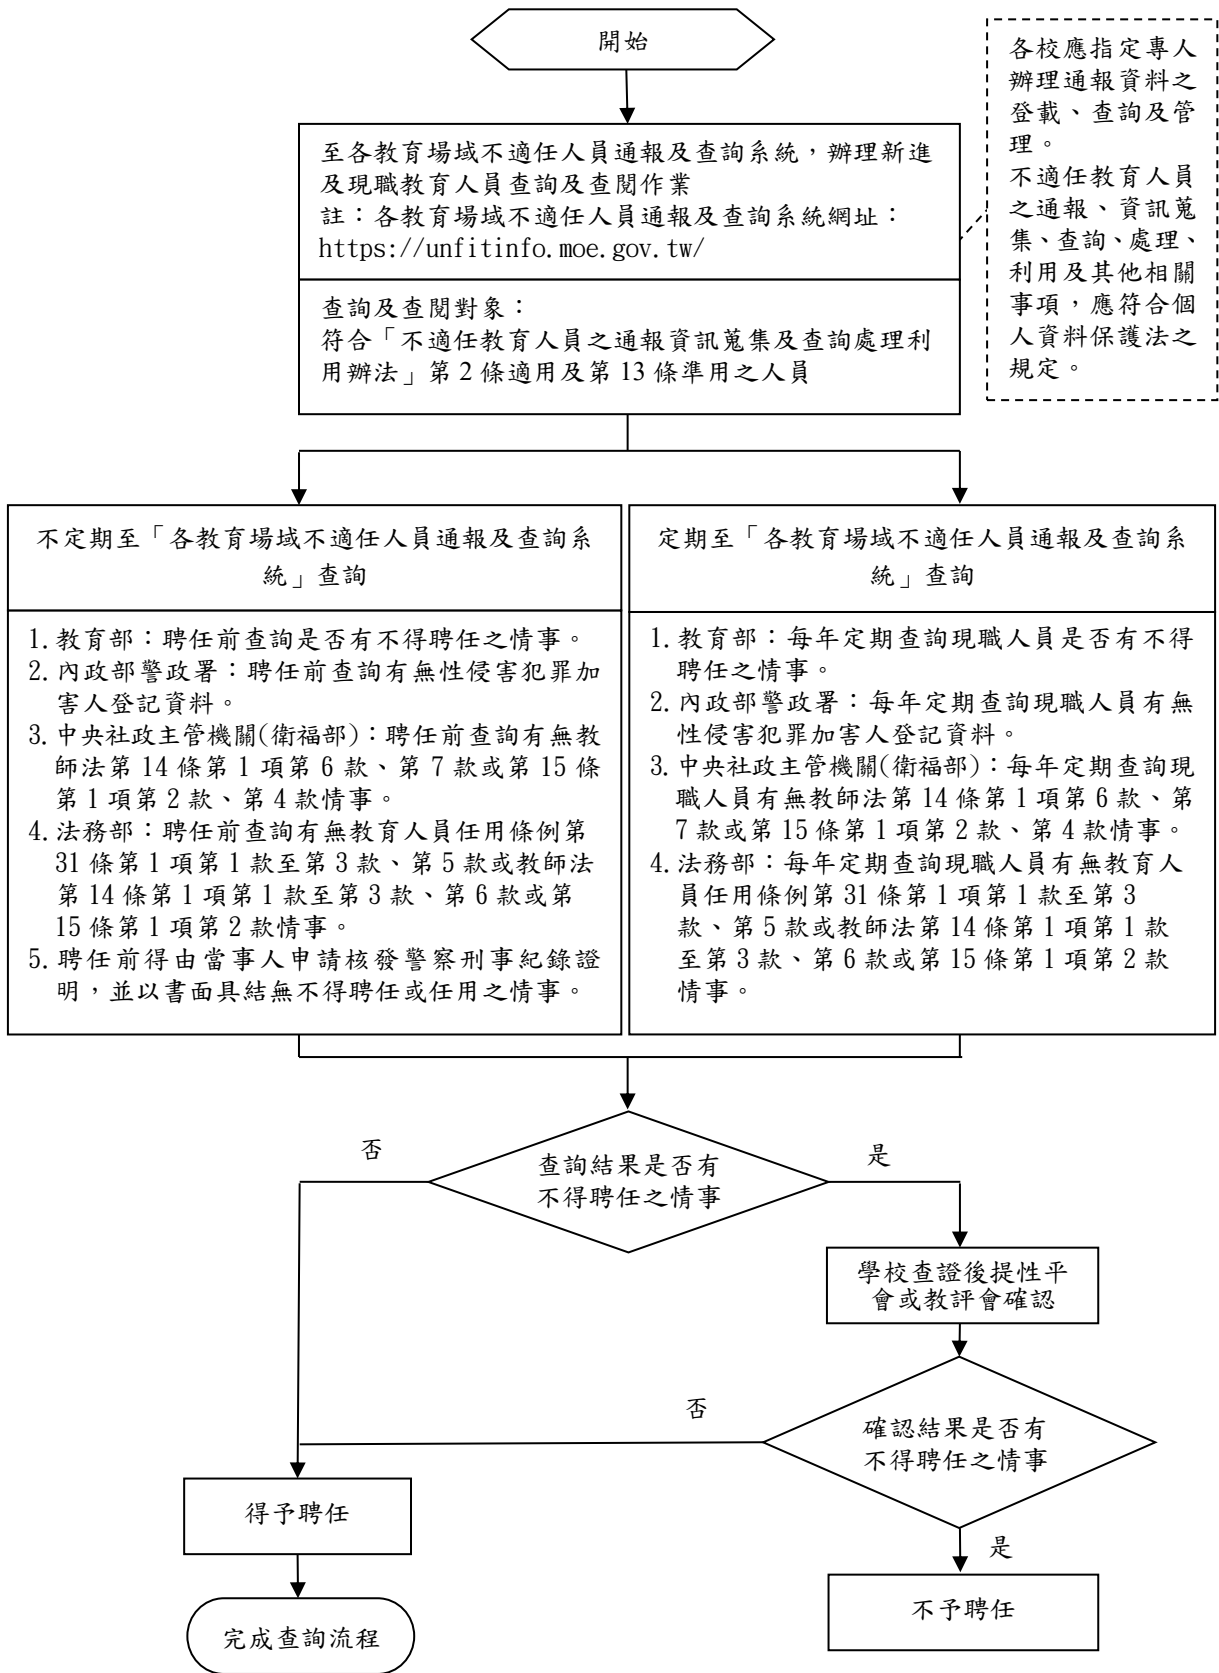 開始
各校應指定專人
辦理通報資料之
登載、查詢及管
理。
不適任教育人員
之通報、資訊蒐
集、查詢、處理、
利用及其他相關
事項，應符合個
人資料保護法之
規定。
至各教育場域不適任人員通報及查詢系統，辦理新進
及現職教育人員查詢及查閱作業
註：各教育場域不適任人員通報及查詢系統網址：
https://unfitinfo.moe.gov.tw/
查詢及查閱對象：
符合「不適任教育人員之通報資訊蒐集及查詢處理利
用辦法」第 2 條適用及第 13 條準用之人員
不定期至「各教育場域不適任人員通報及查詢系
統」查詢
1. 教育部：聘任前查詢是否有不得聘任之情事。
2. 內政部警政署：聘任前查詢有無性侵害犯罪加
害人登記資料。
3. 中央社政主管機關(衛福部)：聘任前查詢有無教
師法第 14 條第 1 項第 6 款、第 7 款或第 15 條
第 1 項第 2 款、第 4 款情事。
4. 法務部：聘任前查詢有無教育人員任用條例第
31 條第 1 項第 1 款至第 3 款、第 5 款或教師法
第 14 條第 1 項第 1 款至第 3 款、第 6 款或第
15 條第 1 項第 2 款情事。
5. 聘任前得由當事人申請核發警察刑事紀錄證
明，並以書面具結無不得聘任或任用之情事。
定期至「各教育場域不適任人員通報及查詢系
統」查詢
1. 教育部：每年定期查詢現職人員是否有不得
聘任之情事。
2. 內政部警政署：每年定期查詢現職人員有無
性侵害犯罪加害人登記資料。
3. 中央社政主管機關(衛福部)：每年定期查詢現
職人員有無教師法第 14 條第 1 項第 6 款、第
7 款或第 15 條第 1 項第 2 款、第 4 款情事。
4. 法務部：每年定期查詢現職人員有無教育人
員任用條例第 31 條第 1 項第 1 款至第 3
款、第 5 款或教師法第 14 條第 1 項第 1 款
至第 3 款、第 6 款或第 15 條第 1 項第 2 款
情事。
查詢結果是否有
不得聘任之情事
否
是
學校查證後提性平
會或教評會確認
確認結果是否有
不得聘任之情事
否
是
得予聘任
不予聘任
完成查詢流程